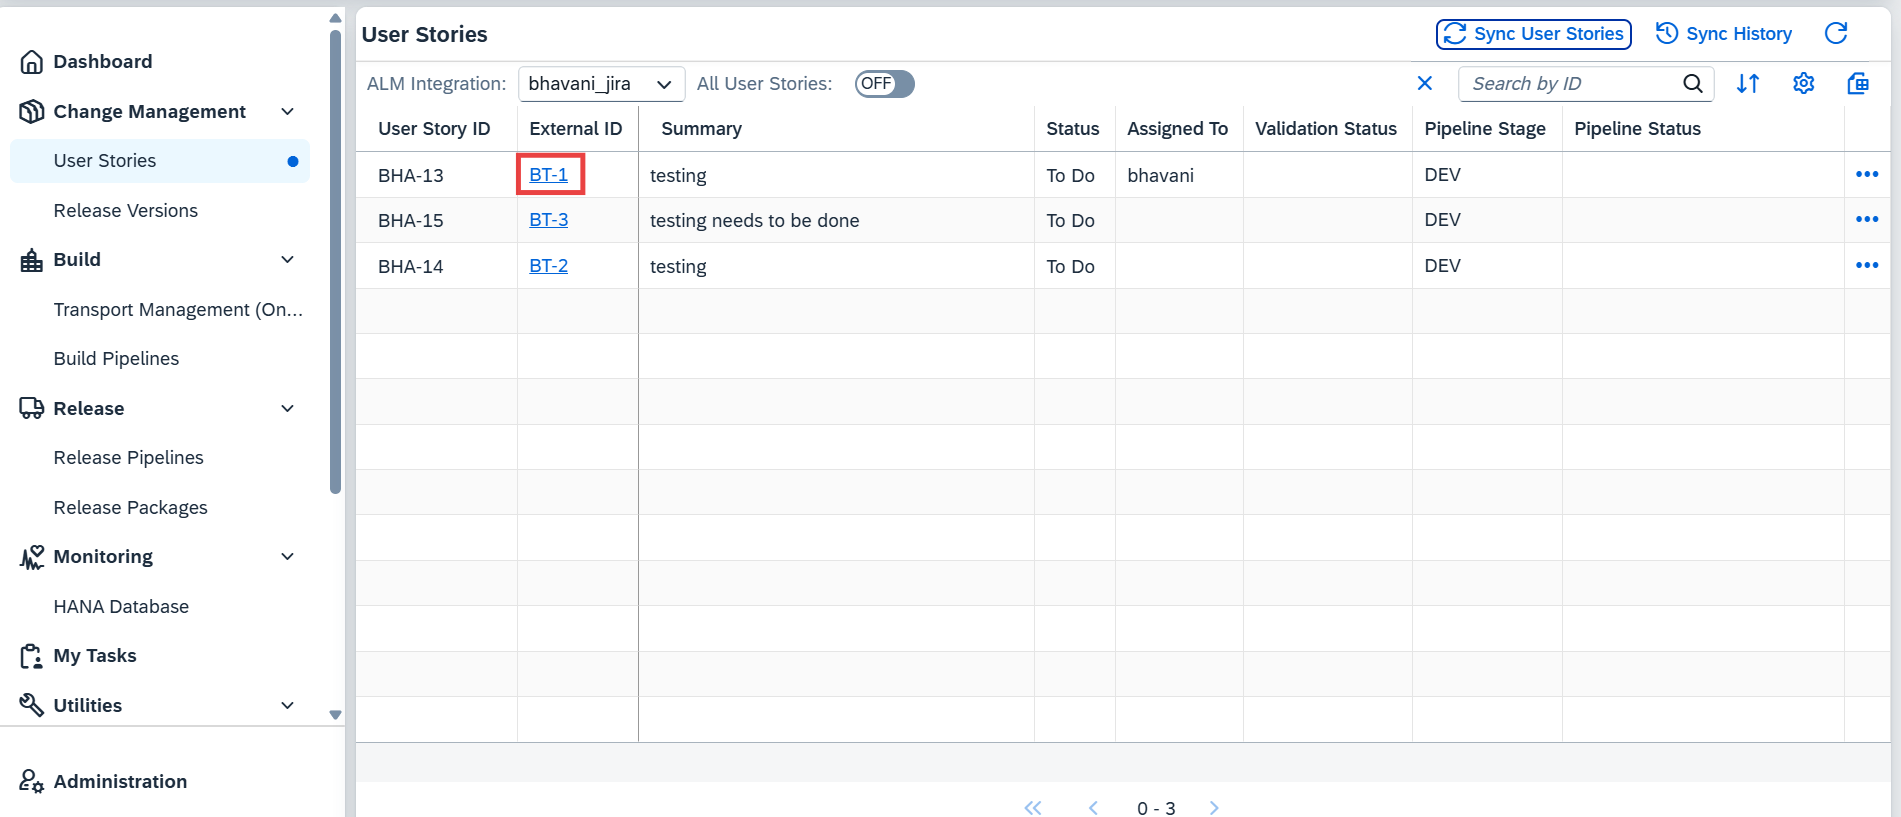 Dashboard
Change Management
User Stories
Release Versions
Build
Transport Management (On...
Build Pipelines
Release
Release Pipelines
Release Packages
Monitoring
HANA Database
My Tasks
Utilities
Administration
User Stories
Sync User Stories
Sync History
ALM Integration: bhavani_jira All User Stories: OFF
Search by ID
User Story ID External ID Summary Status Assigned To Validation Status Pipeline Stage Pipeline Status
BHA-13 BT-1 testing To Do bhavani DEV
BHA-15 BT-3 testing needs to be done To Do DEV
BHA-14 BT-2 testing To Do DEV
0 - 3